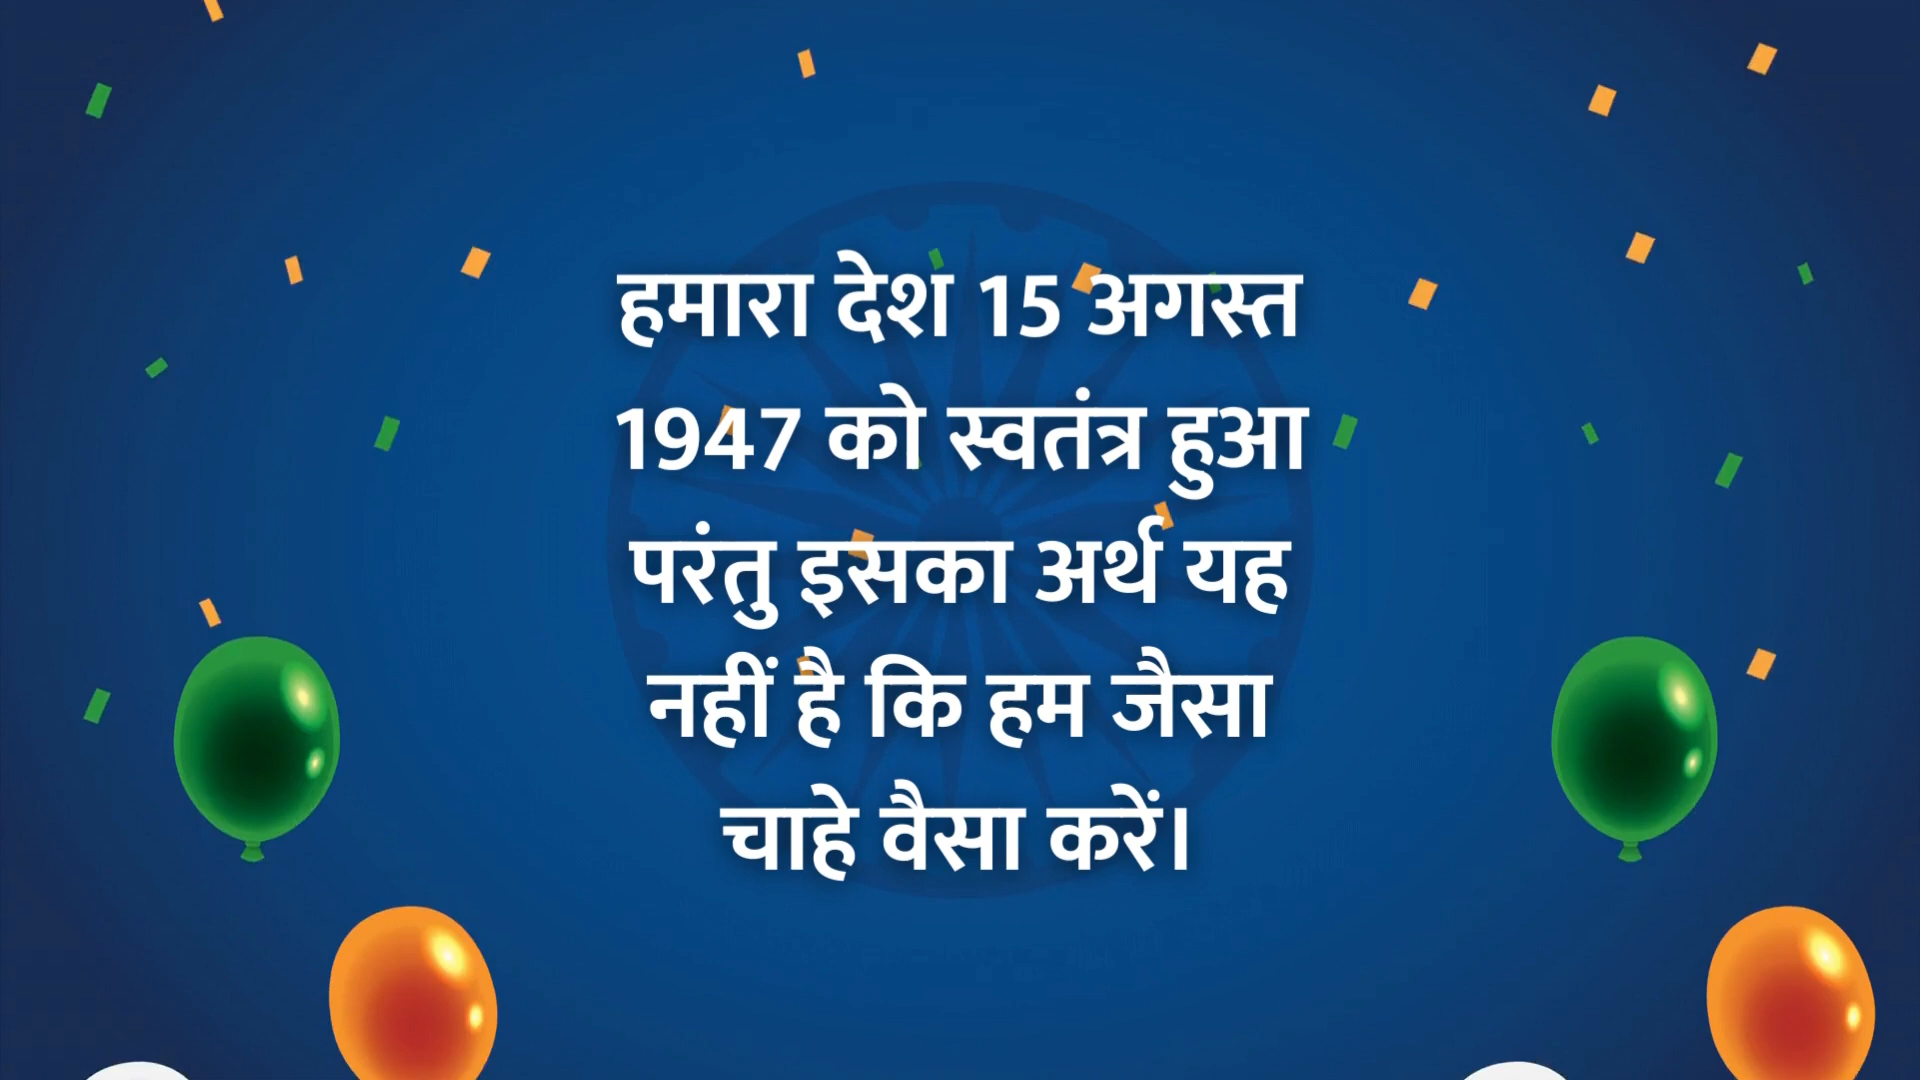 हमारा देश 15 अगस्त
1947 को स्वतंत्र हुआ
परंतु इसका अर्थ यह
नहीं है कि हम जैसा
चाहे वैसा करें।